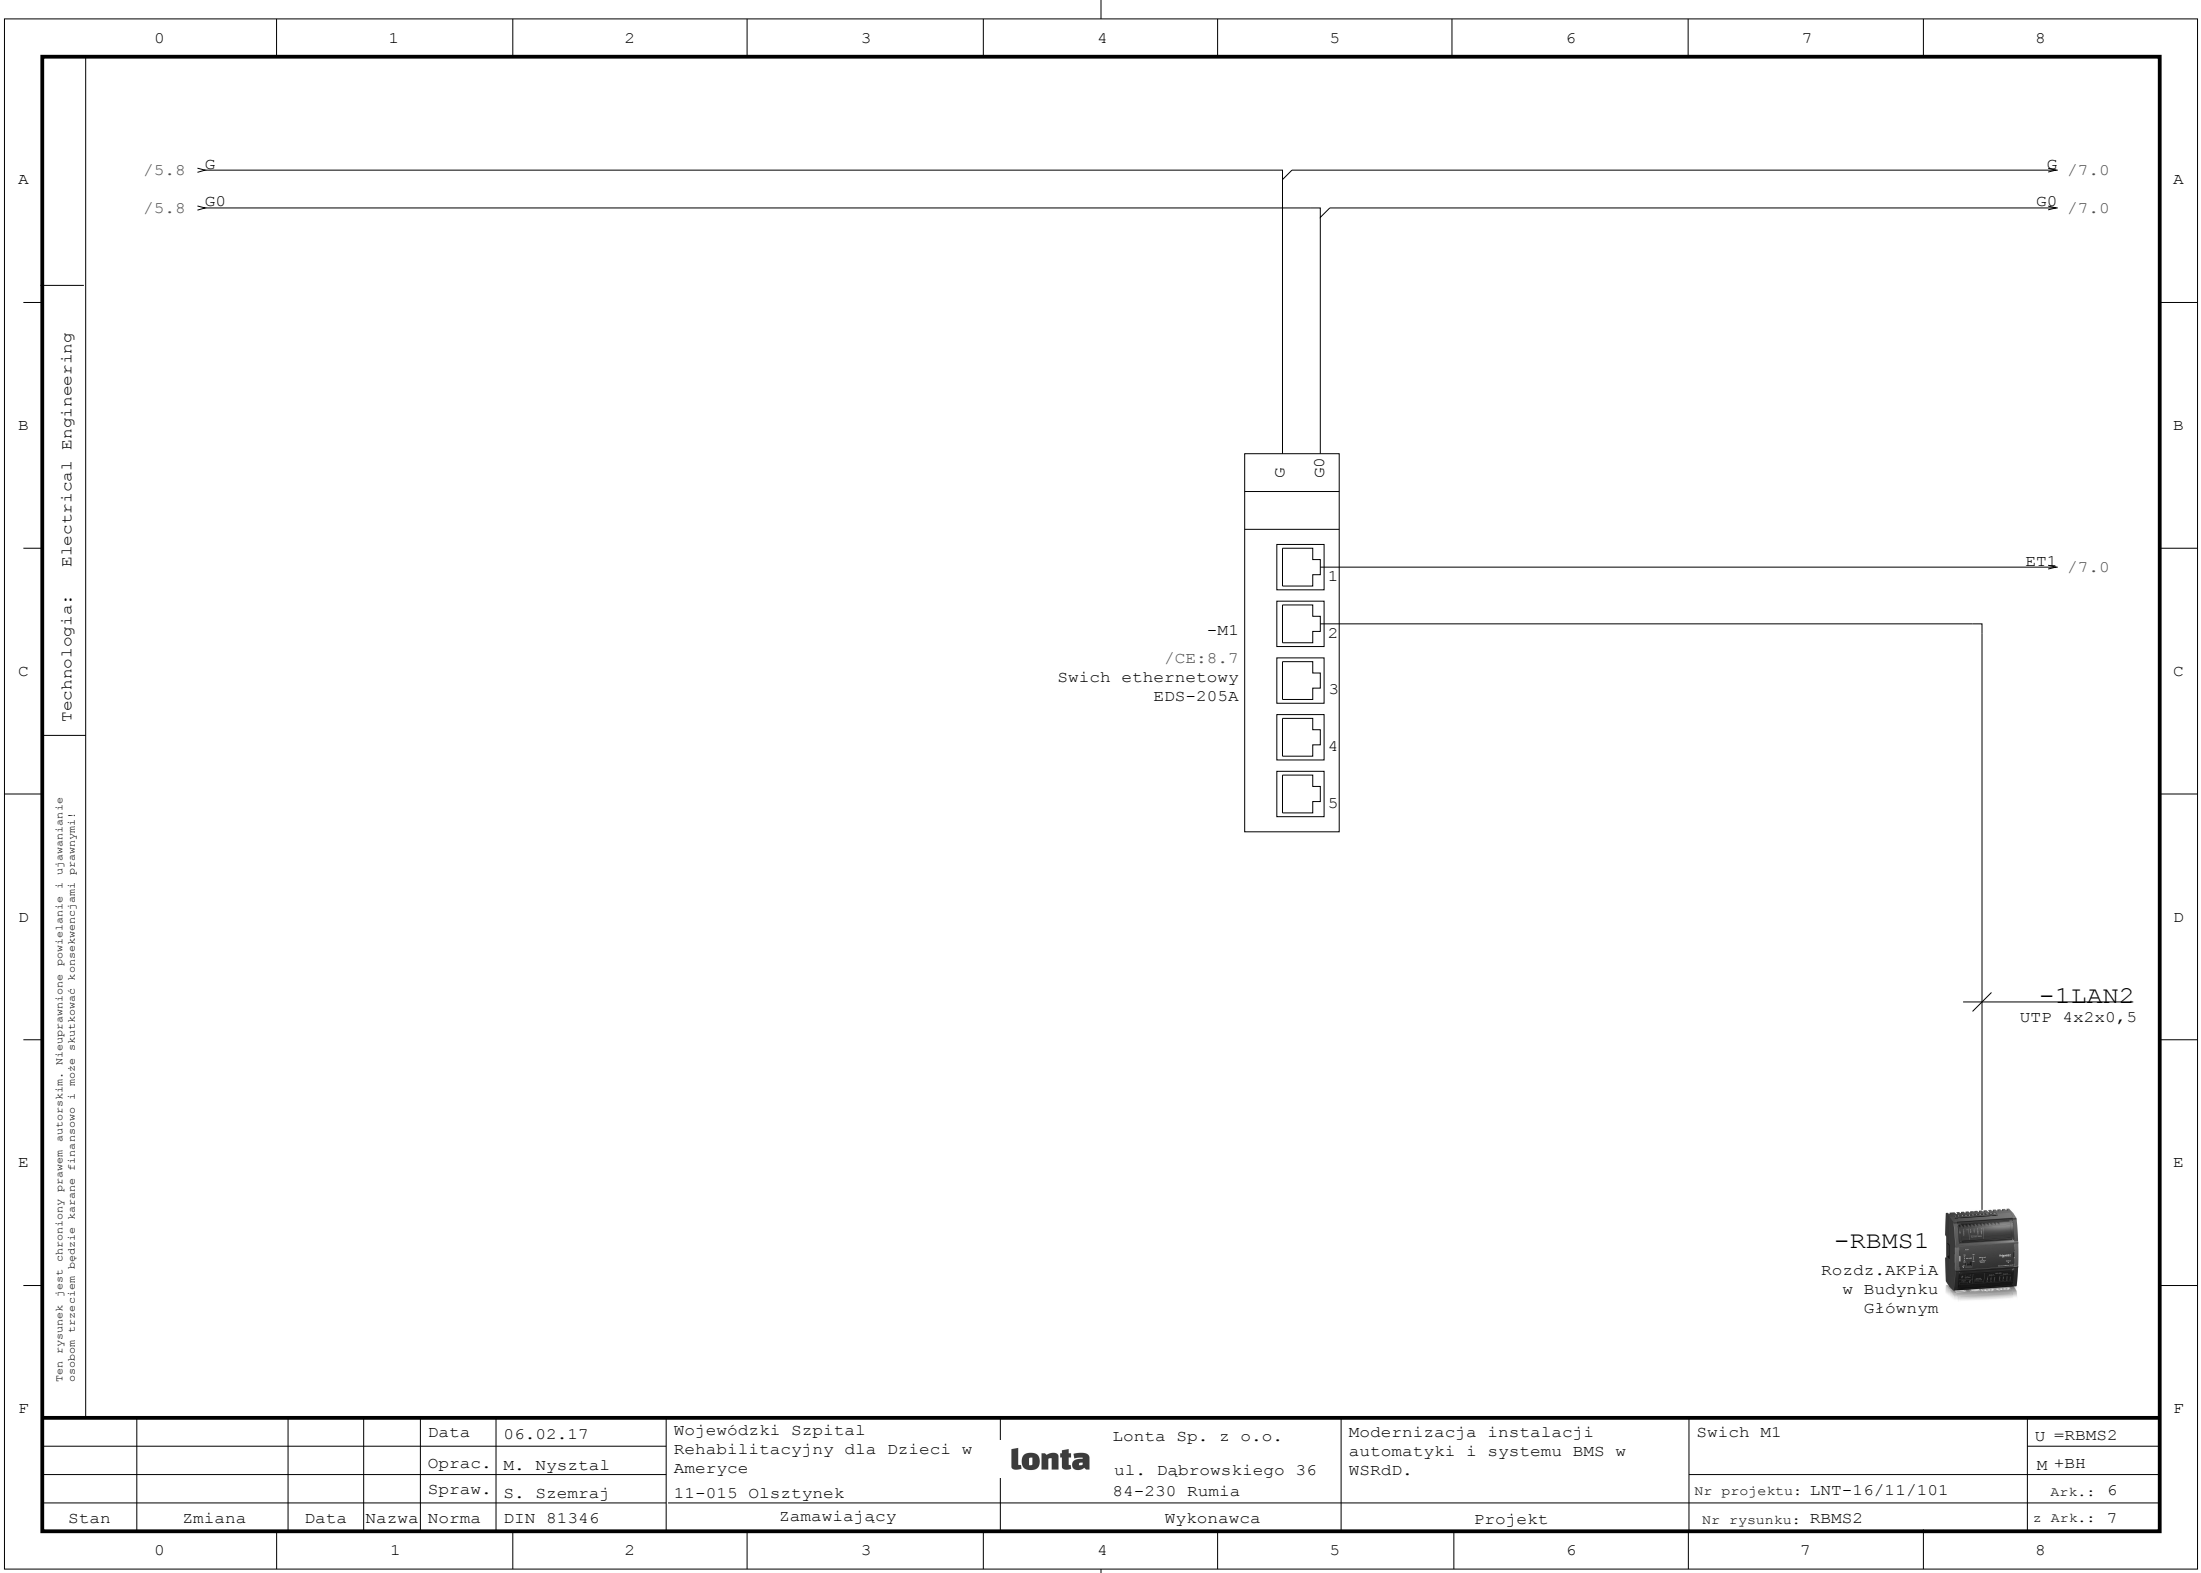 0 1 2 3 4 5 6 7 8
A A
B B
C C
D D
E E
F F
/5.8 G
G /7.0
/5.8 G0
G0 /7.0
Technologia: Electrical Engineering
Ten rysunek jest chroniony prawem autorskim. Nieuprawnione powielanie i ujawanianie
osobom trzeciem będzie karane finansowo i może skutkować konsekwencjami prawnymi!
G G0
1
ET1 /7.0
2
3
4
5
-M1
/CE:8.7
Swich ethernetowy
EDS-205A
-1LAN2
UTP 4x2x0,5
-RBMS1
Rozdz.AKPiA
w Budynku
Głównym
Data 06.02.17
Oprac. M. Nysztal
Spraw. S. Szemraj
Stan Zmiana Data Nazwa Norma DIN 81346
Wojewódzki Szpital
Rehabilitacyjny dla Dzieci w
Ameryce
11-015 Olsztynek
Zamawiający
lonta
Lonta Sp. z o.o.
ul. Dąbrowskiego 36
84-230 Rumia
Wykonawca
Modernizacja instalacji
automatyki i systemu BMS w
WSRdD.
Projekt
Swich M1
Nr projektu: LNT-16/11/101
Nr rysunku: RBMS2
U =RBMS2
M +BH
Ark.: 6
z Ark.: 7
0 1 2 3 4 5 6 7 8